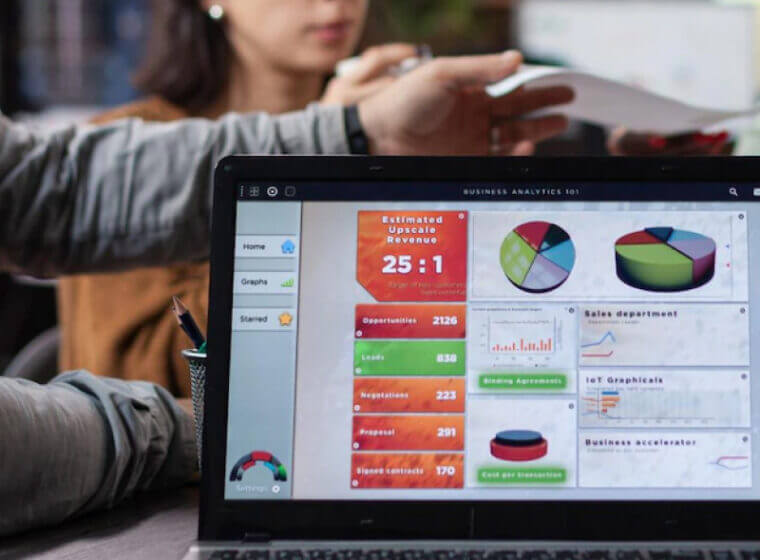 BUSINESS ANALYTICS 101
Home
Graphs
Starred
Settings
Estimated
Upscale
Revenue
25 : 1
Opportunities 2126
Leads 838
Negotiations 223
Proposal 291
Signed contracts 170
Binding Agreements
Cost per transaction
Sales department
IoT Graphicals
Business accelerator